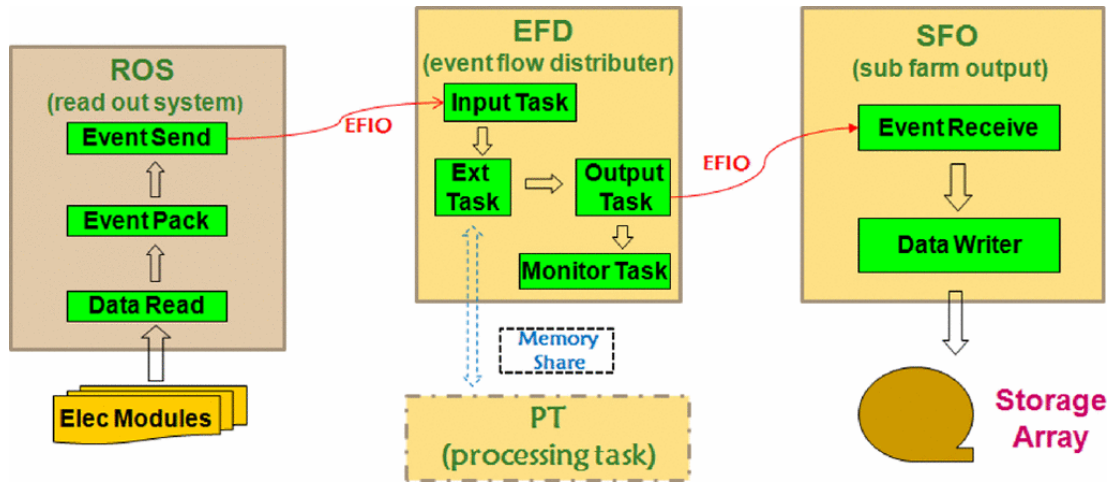 ROS
(read out system)
Event Send
Event Pack
Data Read
Elec Modules
EFIO
EFD
(event flow distributer)
Input Task
Ext
Task
Output
Task
Monitor Task
Memory
Share
PT
(processing task)
EFIO
SFO
(sub farm output)
Event Receive
Data Writer
Storage
Array